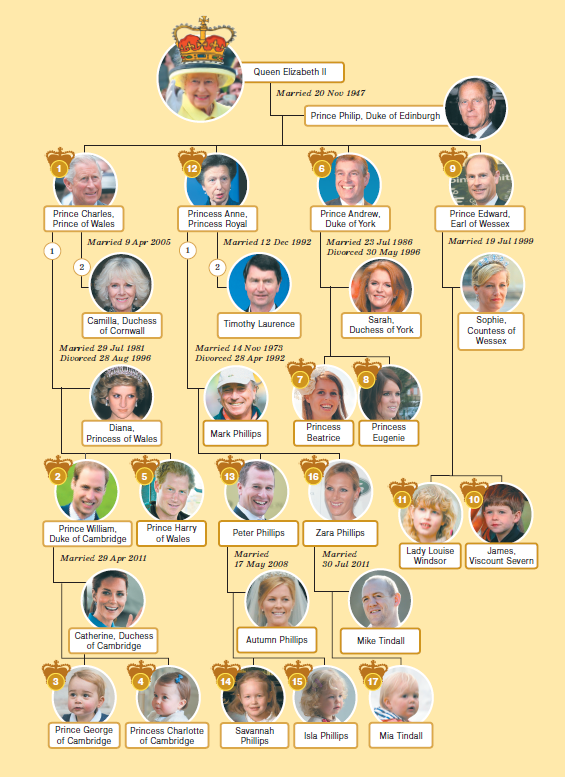 Queen Elizabeth II
Married 20 Nov 1947
Prince Philip, Duke of Edinburgh
1
12
6
9
Prince Charles,
Prince of Wales
Princess Anne,
Princess Royal
Prince Andrew,
Duke of York
Prince Edward,
Earl of Wessex
1
Married 9 Apr 2005
2
1
Married 12 Dec 1992
2
Married 23 Jul 1986
Divorced 30 May 1996
Married 19 Jul 1999
Camilla, Duchess
of Cornwall
Timothy Laurence
Sarah,
Duchess of York
Sophie,
Countess of
Wessex
Married 29 Jul 1981
Divorced 28 Aug 1996
Married 14 Nov 1973
Divorced 28 Apr 1992
7
8
Diana,
Princess of Wales
Mark Phillips
Princess
Beatrice
Princess
Eugenie
2
5
13
16
11
10
Prince William,
Duke of Cambridge
Prince Harry
of Wales
Peter Phillips
Zara Phillips
Lady Louise
Windsor
James,
Viscount Severn
Married 29 Apr 2011
Married
17 May 2008
Married
30 Jul 2011
Catherine, Duchess
of Cambridge
Autumn Phillips
Mike Tindall
3
4
14
15
17
Prince George
of Cambridge
Princess Charlotte
of Cambridge
Savannah
Phillips
Isla Phillips
Mia Tindall